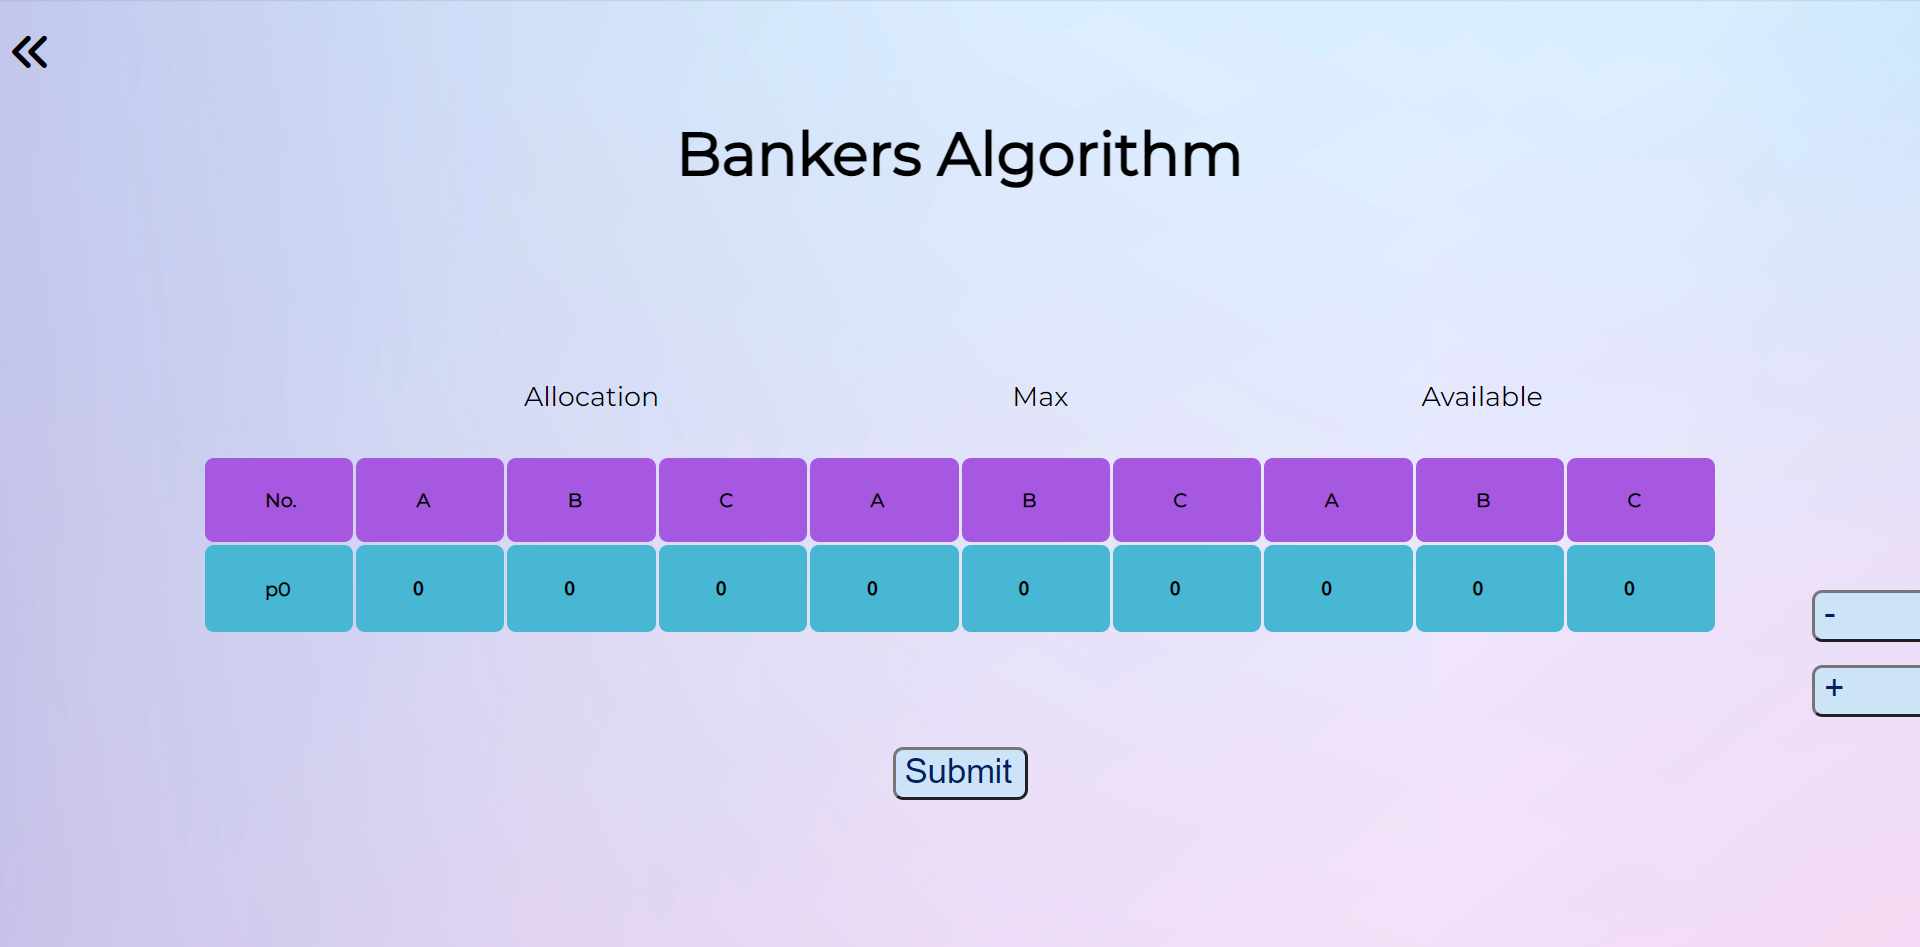 Bankers Algorithm
Allocation Max Available
No. A B C A B C A B C
p0 0 0 0 0 0 0 0 0 0
-
+
Submit